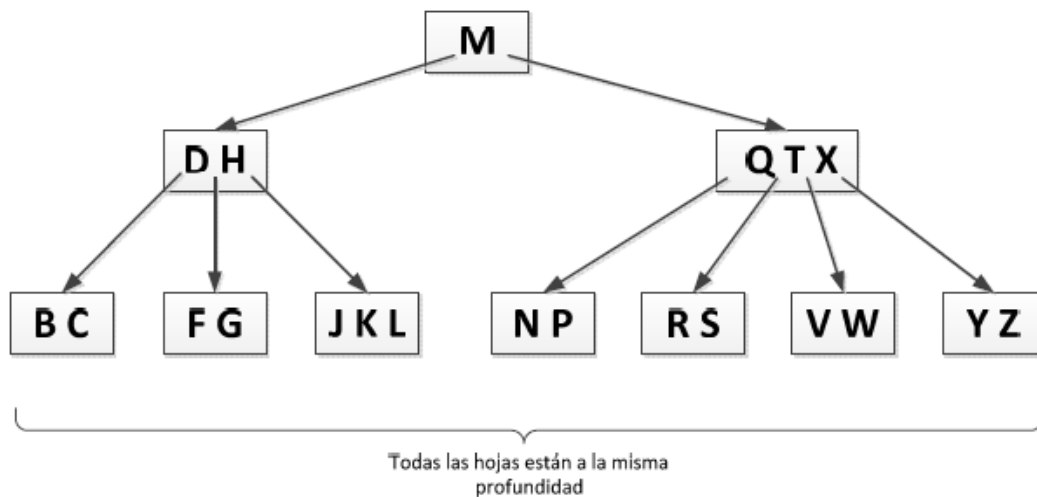 M
D H
Q T X
B C
F G
J K L
N P
R S
V W
Y Z
Todas las hojas están a la misma
profundidad